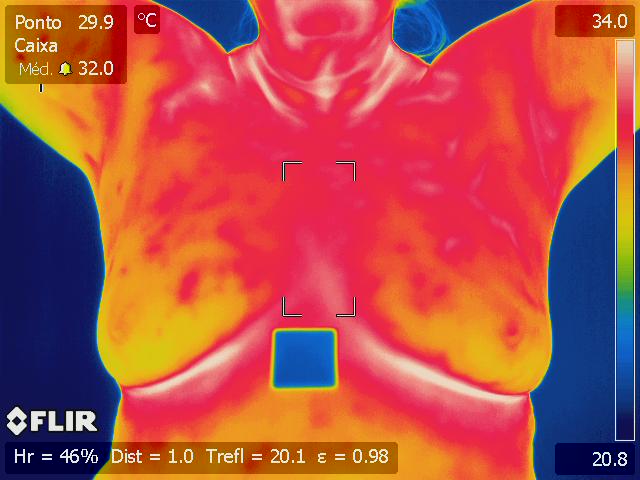 Ponto 29.9 °C
Caixa
Méd. 32.0
34.0
FLIR
Hr = 46% Dist = 1.0 Trefl = 20.1 ε = 0.98
20.8